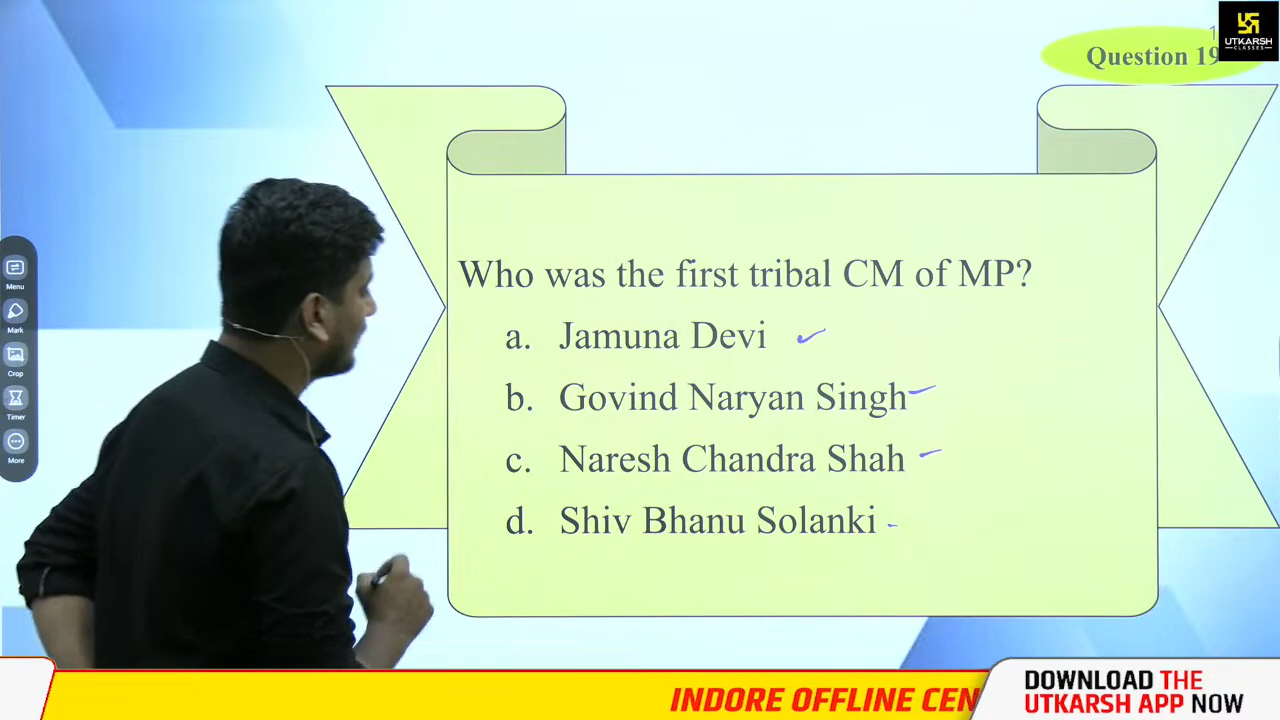 UTKARSH
CLASSES
Question 19
Menu
Mark
Crop
Timer
More
Who was the first tribal CM of MP?
a. Jamuna Devi
b. Govind Naryan Singh
c. Naresh Chandra Shah
d. Shiv Bhanu Solanki
INDORE OFFLINE CEN
DOWNLOAD THE
UTKARSH APP NOW